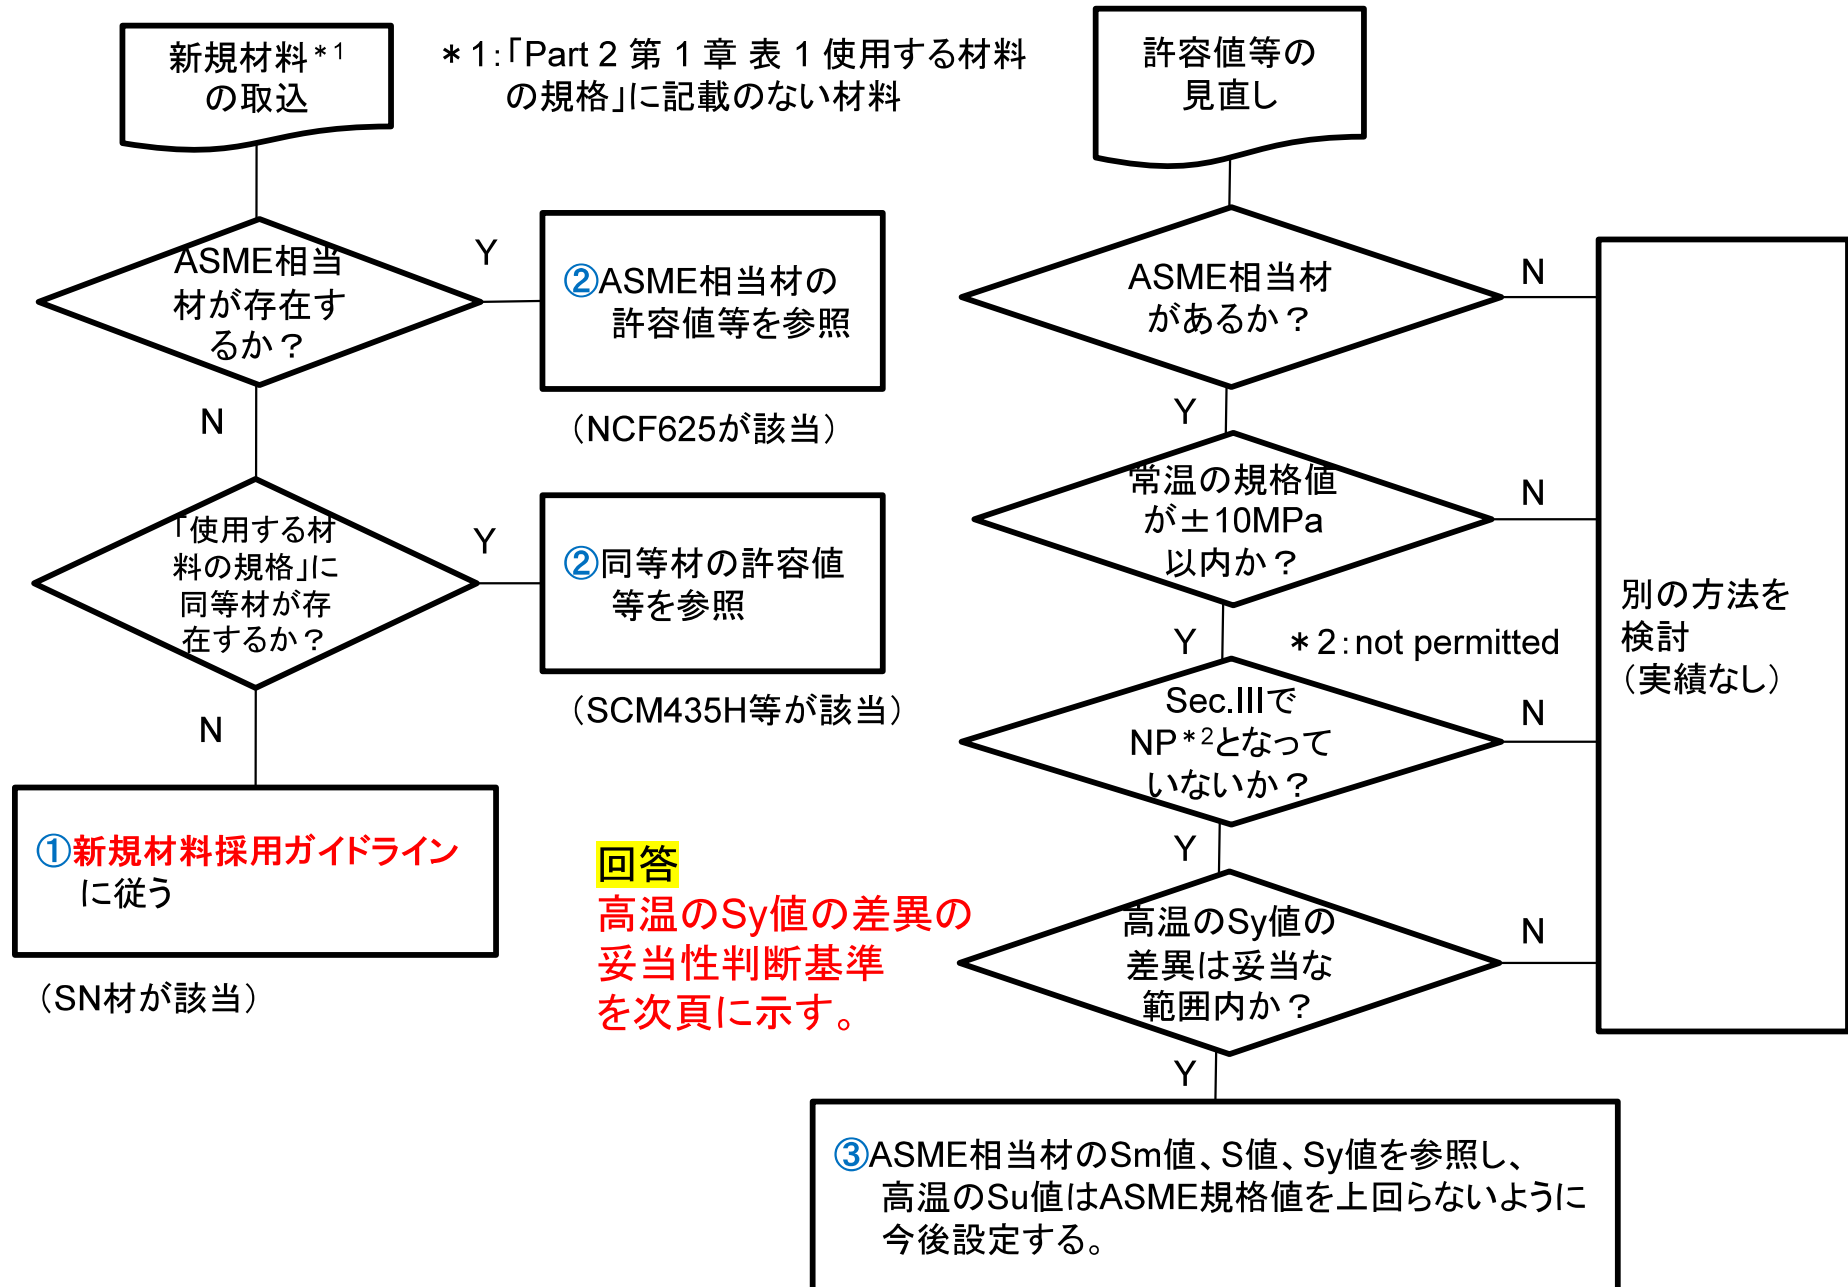 新規材料*1
の取込
*1:「Part 2 第 1 章 表 1 使用する材料
の規格」に記載のない材料
ASME相当
材が存在す
るか？
Y
②ASME相当材の
許容値等を参照
（NCF625が該当）
N
「使用する材
料の規格」に
同等材が存
在するか？
Y
②同等材の許容値
等を参照
（SCM435H等が該当）
N
①新規材料採用ガイドライン
に従う
（SN材が該当）
回答
高温のSy値の差異の
妥当性判断基準
を次頁に示す。
許容値等の
見直し
ASME相当材
があるか？
N
Y
常温の規格値
が±10MPa
以内か？
N
Y
*2:not permitted
Sec.IIIで
NP*2となって
いないか？
N
Y
高温のSy値の
差異は妥当な
範囲内か？
N
Y
別の方法を
検討
（実績なし）
③ASME相当材のSm値、S値、Sy値を参照し、
高温のSu値はASME規格値を上回らないように
今後設定する。